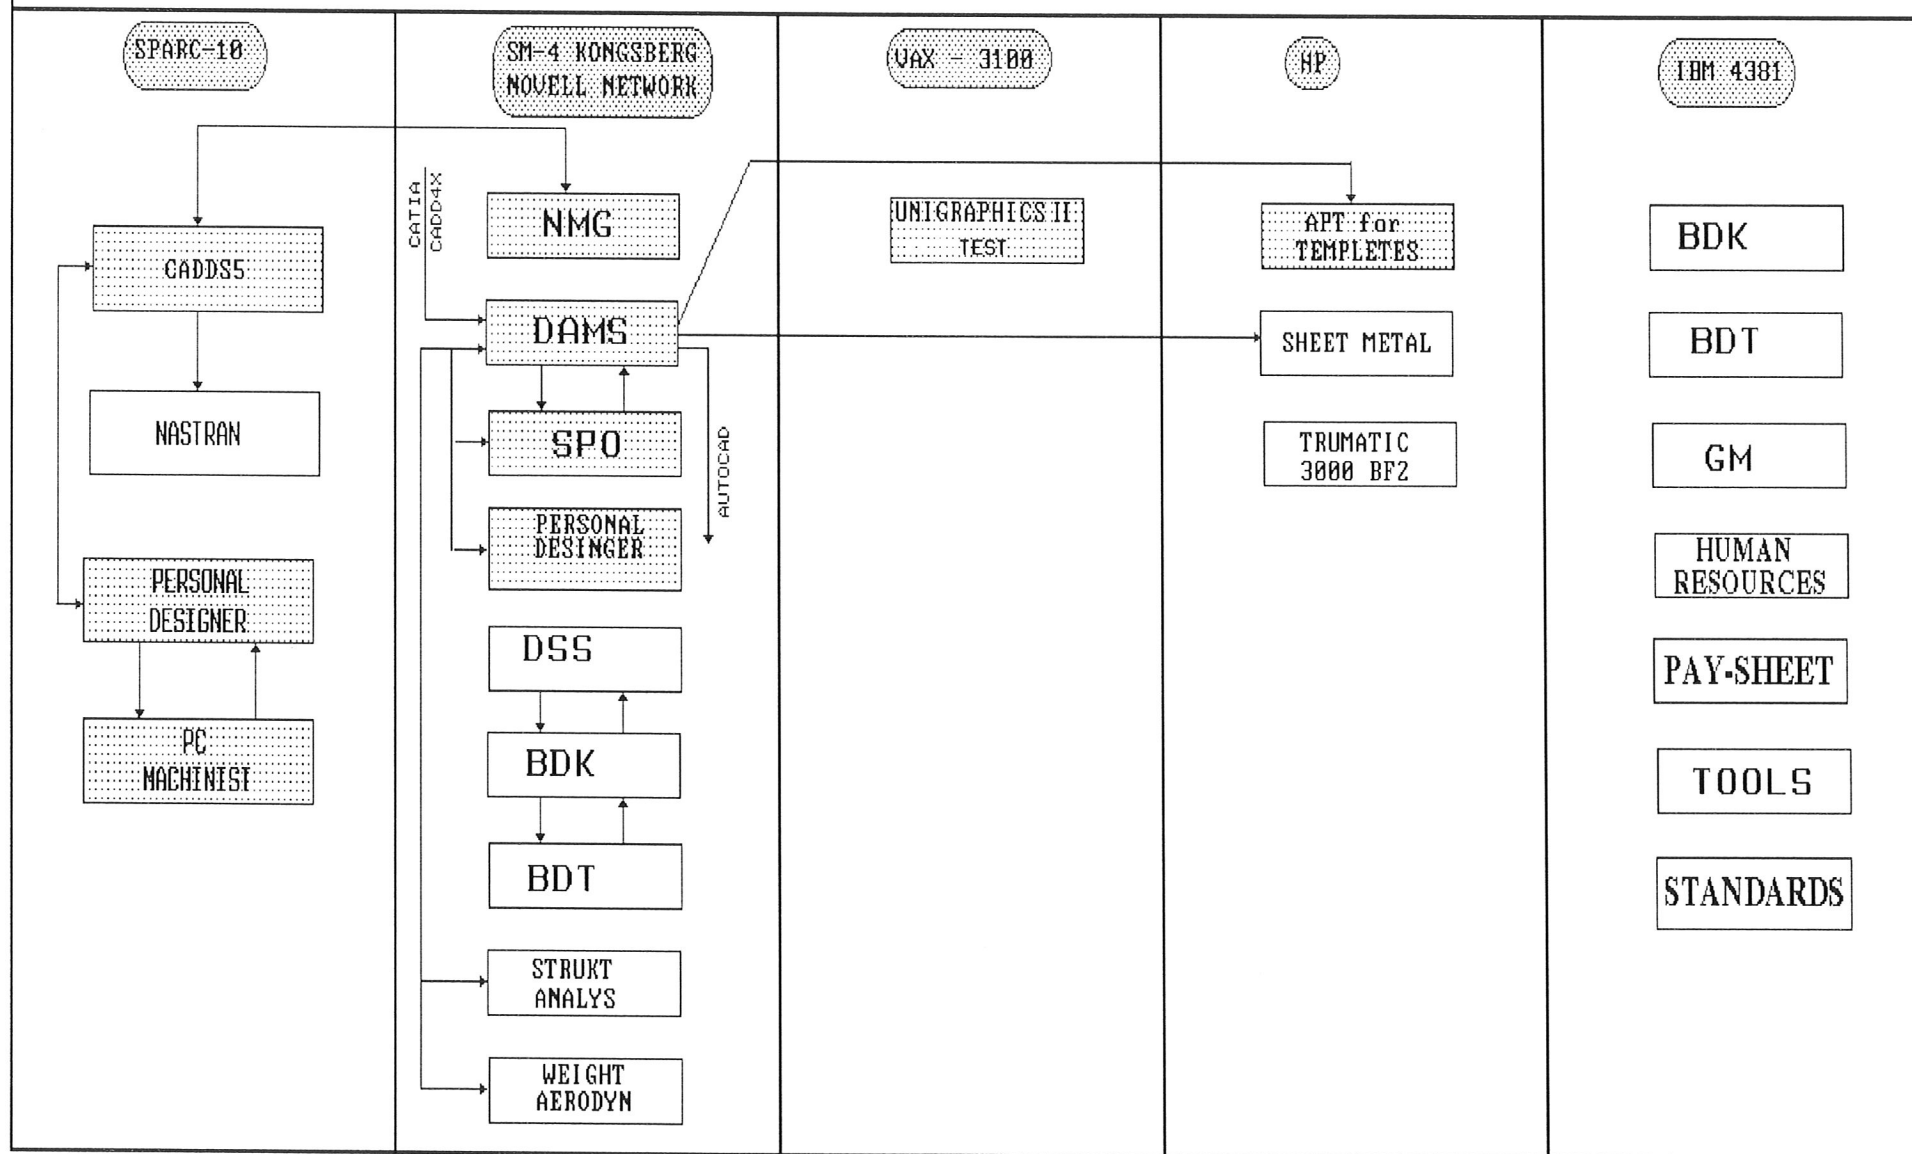 SPARC-10
CADDS5
NASTRAN
PERSONAL
DESIGNER
PC
MACHINIST
SM-4 KONGSBERG
NOVELL NETWORK
CATIA
CADD4X
NMG
DAMS
SPO
AUTOCAD
PERSONAL
DESINGER
DSS
BDK
BDT
STRUKT
ANALYS
WEIGHT
AERODYN
VAX - 3100
UNIGRAPHICS II
TEST
HP
APT for
TEMPLETES
SHEET METAL
TRUMATIC
3000 BF2
IBM 4381
BDK
BDT
GM
HUMAN
RESOURCES
PAY-SHEET
TOOLS
STANDARDS